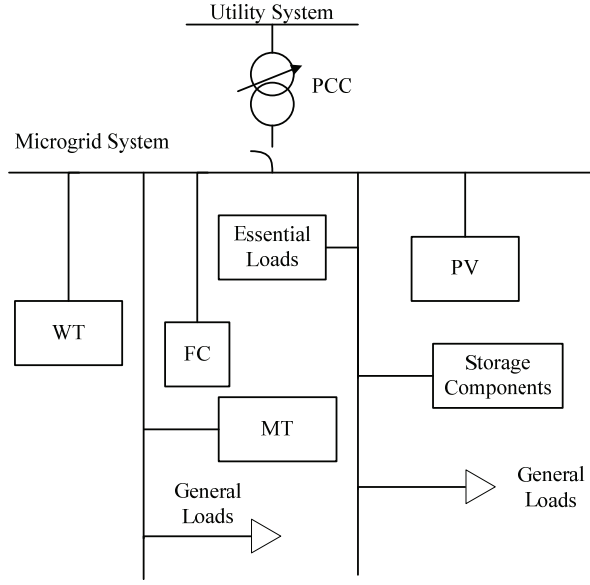 Utility System
PCC
Microgrid System
Essential
Loads
PV
WT
FC
Storage
Components
MT
General
Loads
General
Loads